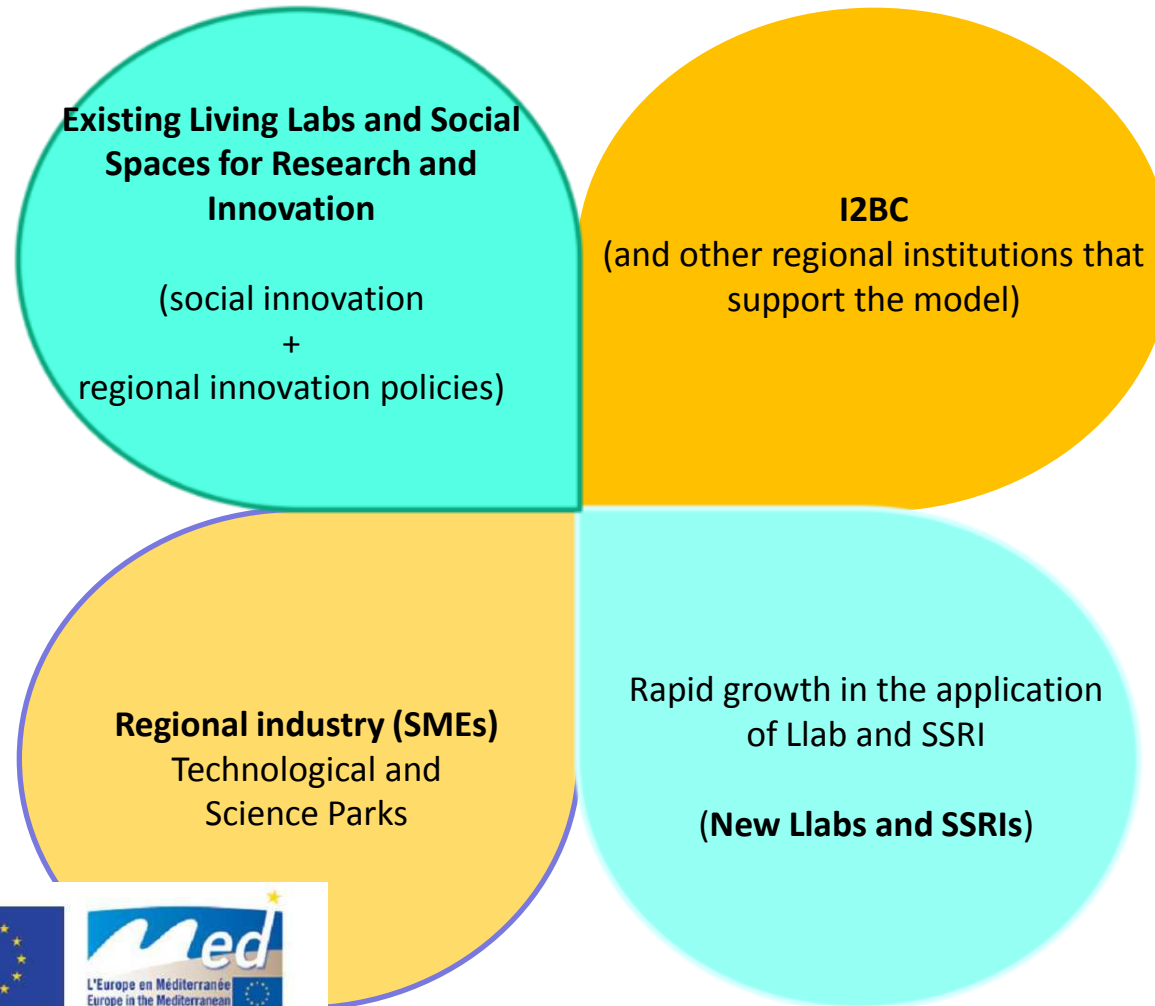 Existing Living Labs and Social
Spaces for Research and
Innovation
(social innovation
+
regional innovation policies)
I2BC
(and other regional institutions that
support the model)
Regional industry (SMEs)
Technological and
Science Parks
Rapid growth in the application
of Llab and SSRI
(New Llabs and SSRIs)
Med
L'Europe en Méditerranée
Europe in the Mediterranean